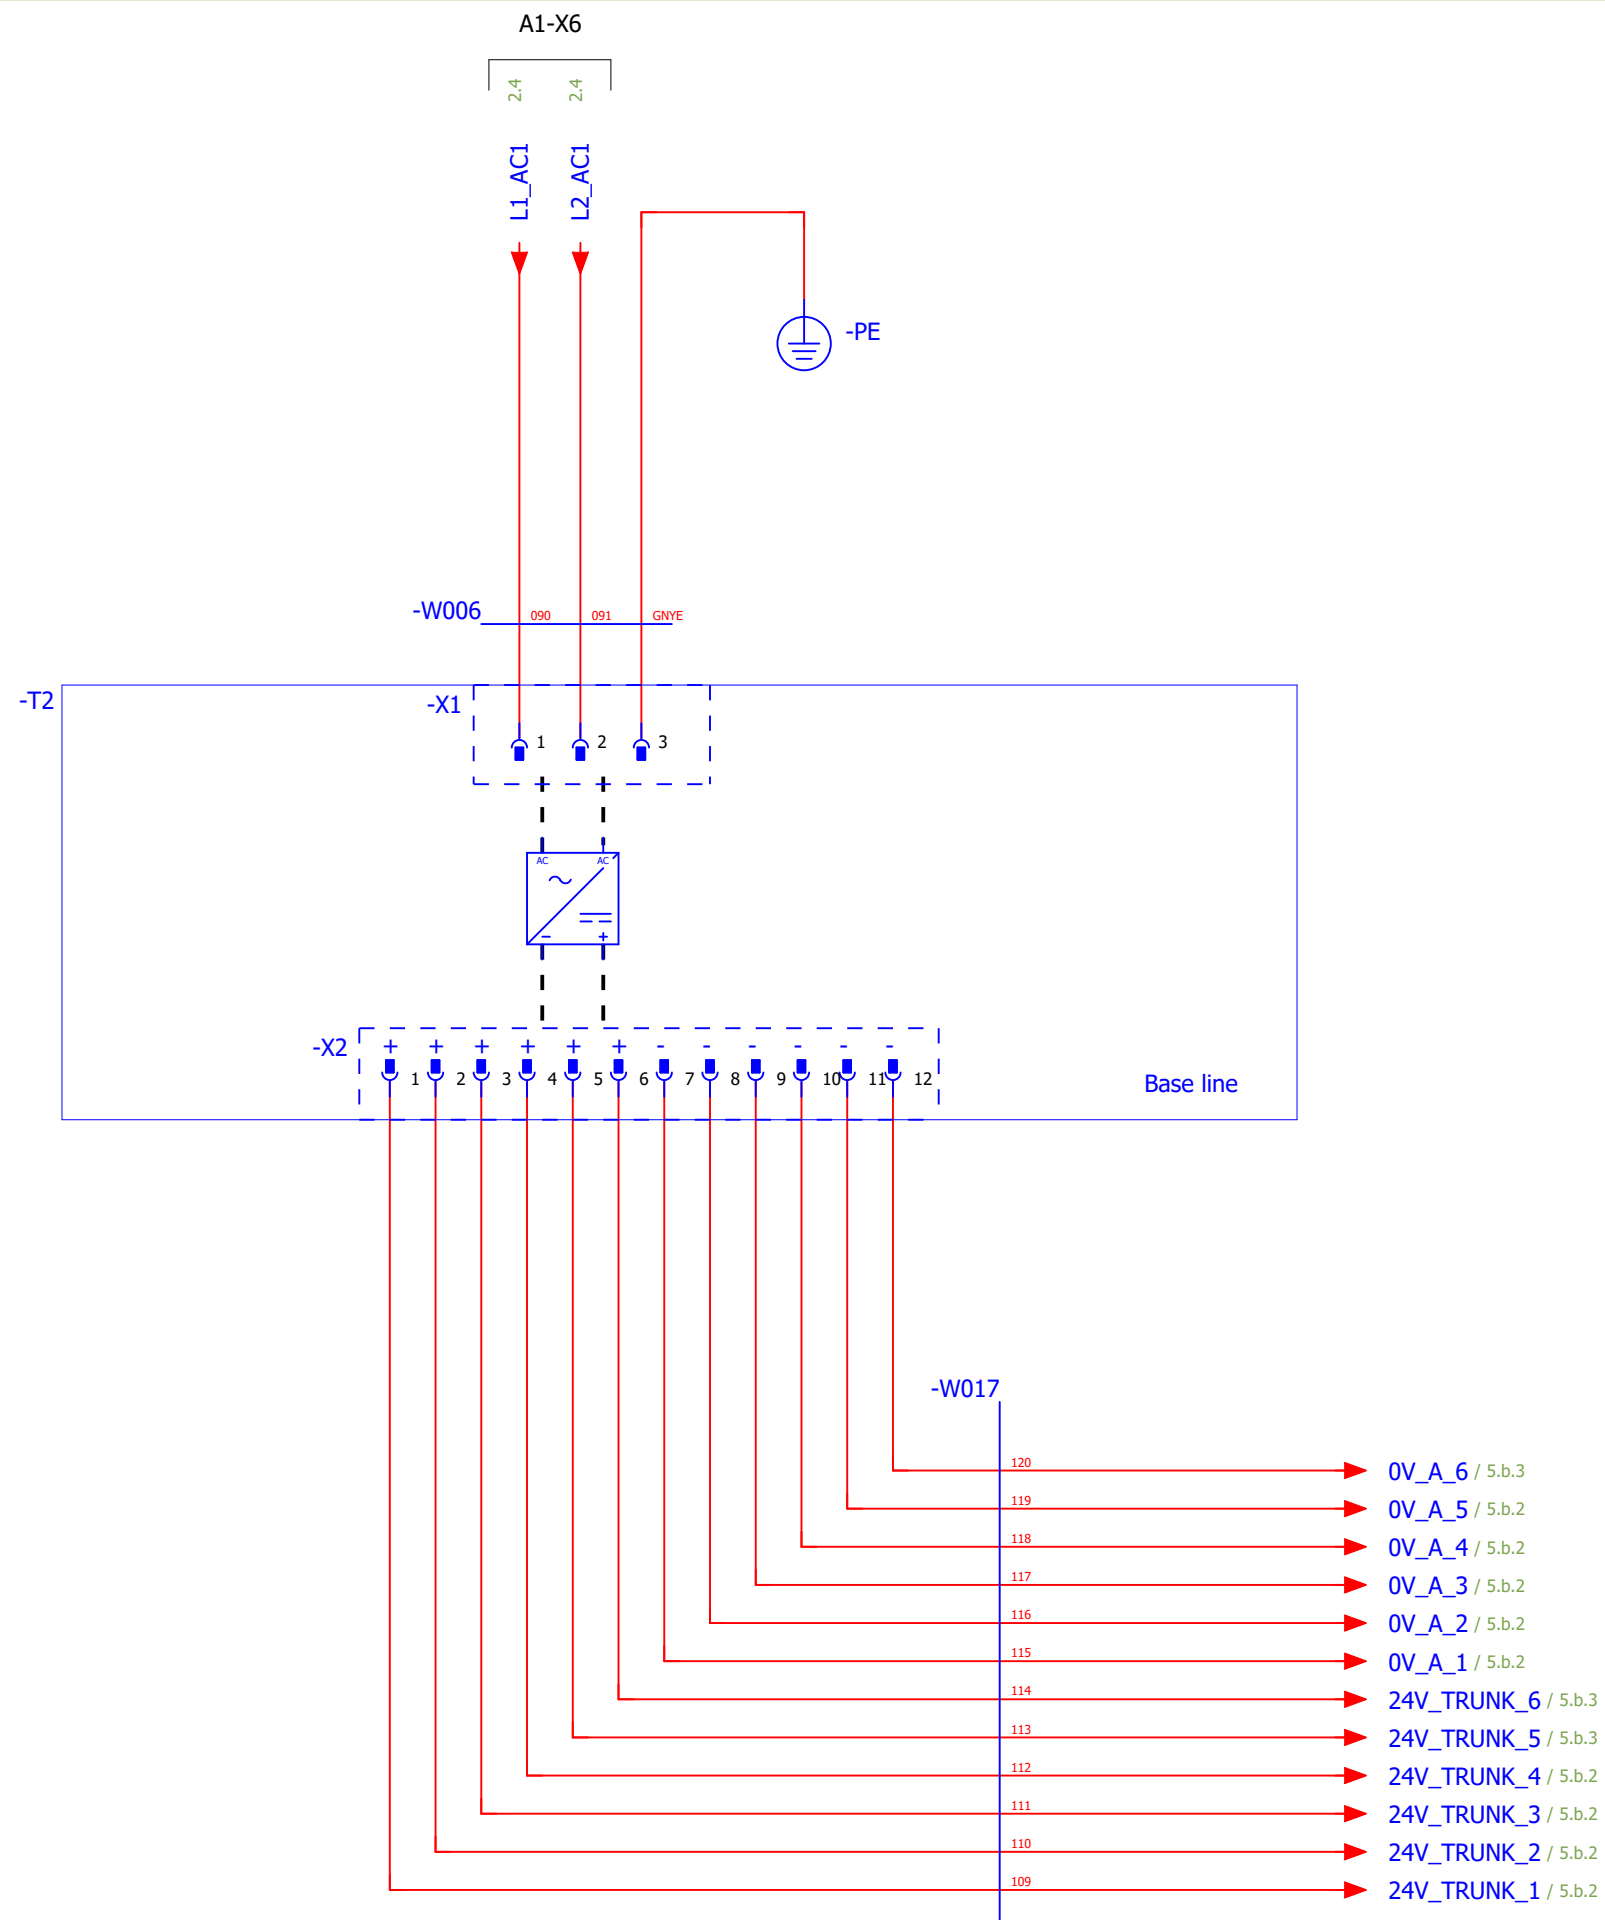 A1-X6
2.4 2.4
L1_AC1 L2_AC1
-PE
-W006 090 091 GNYE
-T2
-X1
1 2 3
AC AC
- +
-X2 + + + + + + - - - - - -
1 2 3 4 5 6 7 8 9 10 11 12
Base line
-W017
120 0V_A_6 / 5.b.3
119 0V_A_5 / 5.b.2
118 0V_A_4 / 5.b.2
117 0V_A_3 / 5.b.2
116 0V_A_2 / 5.b.2
115 0V_A_1 / 5.b.2
114 24V_TRUNK_6 / 5.b.3
113 24V_TRUNK_5 / 5.b.3
112 24V_TRUNK_4 / 5.b.2
111 24V_TRUNK_3 / 5.b.2
110 24V_TRUNK_2 / 5.b.2
109 24V_TRUNK_1 / 5.b.2